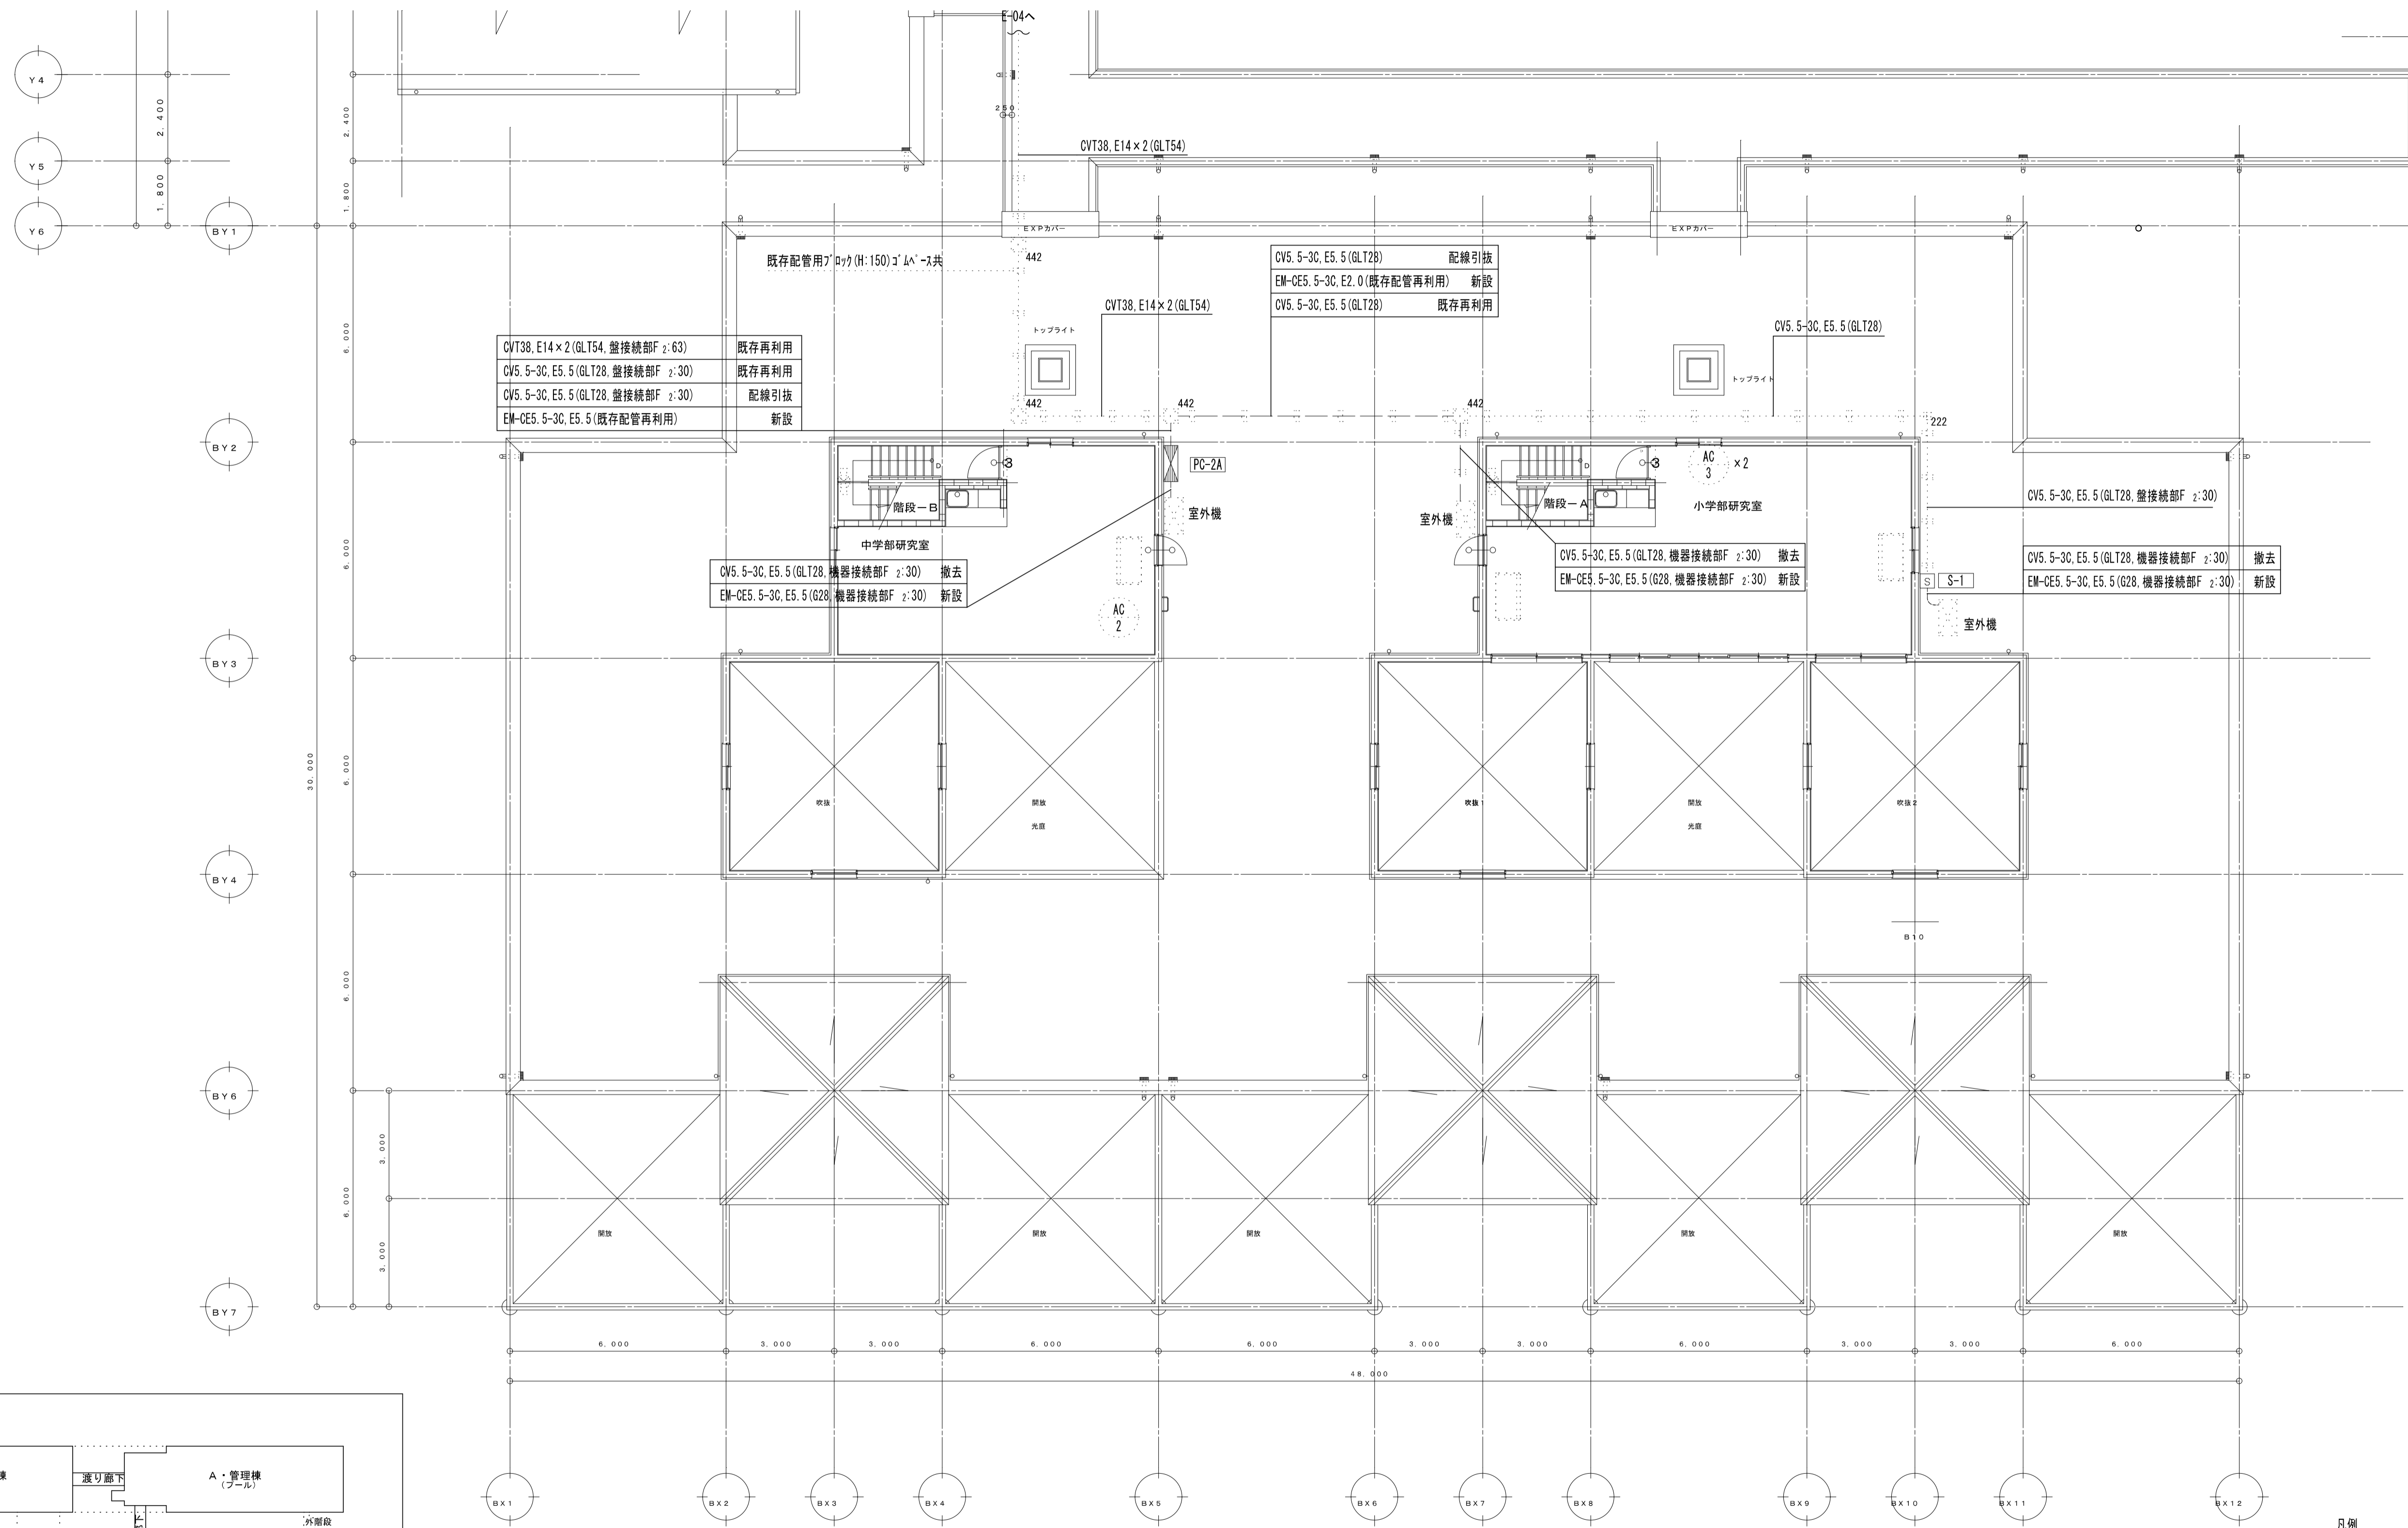 E-04へ
Y4
2.400
2.400
250
CVT38,E14×2(GLT54)
Y5
1.800
1.800
Y6
BY1
EXPカバー
EXPカバー
既存配管用ブロック(H:150)ゴムベース共
442
CV5.5-3C,E5.5(GLT28) 配線引抜
EM-CE5.5-3C,E2.0(既存配管再利用) 新設
CV5.5-3C,E5.5(GLT28) 既存再利用
CVT38,E14×2(GLT54)
6.000
トップライト
CV5.5-3C,E5.5(GLT28)
トップライト
CVT38,E14×2(GLT54,盤接続部F2:63) 既存再利用
CV5.5-3C,E5.5(GLT28,盤接続部F2:30) 既存再利用
CV5.5-3C,E5.5(GLT28,盤接続部F2:30) 配線引抜
EM-CE5.5-3C,E5.5(既存配管再利用) 新設
442
442
442
222
BY2
D
3
PC-2A
D
3
AC
3
×2
階段－B
室外機
室外機
階段－A
小学部研究室
CV5.5-3C,E5.5(GLT28,盤接続部F2:30)
6.000
中学部研究室
CV5.5-3C,E5.5(GLT28,機器接続部F2:30) 撤去
EM-CE5.5-3C,E5.5(G28,機器接続部F2:30) 新設
CV5.5-3C,E5.5(GLT28,機器接続部F2:30) 撤去
EM-CE5.5-3C,E5.5(G28,機器接続部F2:30) 新設
CV5.5-3C,E5.5(GLT28,機器接続部F2:30) 撤去
EM-CE5.5-3C,E5.5(G28,機器接続部F2:30) 新設
S
S-1
AC
2
室外機
BY3
30.000
6.000
吹抜
開放
光庭
吹抜1
開放
光庭
吹抜2
BY4
B10
6.000
BY6
3.000
6.000
開放
開放
開放
開放
開放
3.000
BY7
6.000
3.000
3.000
6.000
6.000
3.000
3.000
6.000
3.000
3.000
6.000
48.000
棟
渡り廊下
A・管理棟
(プール)
外階段
BX1
BX2
BX3
BX4
BX5
BX6
BX7
BX8
BX9
BX10
BX11
BX12
凡例